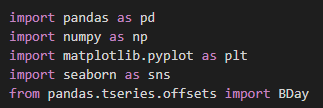 import pandas as pd
import numpy as np
import matplotlib.pyplot as plt
import seaborn as sns
from pandas.tseries.offsets import BDay